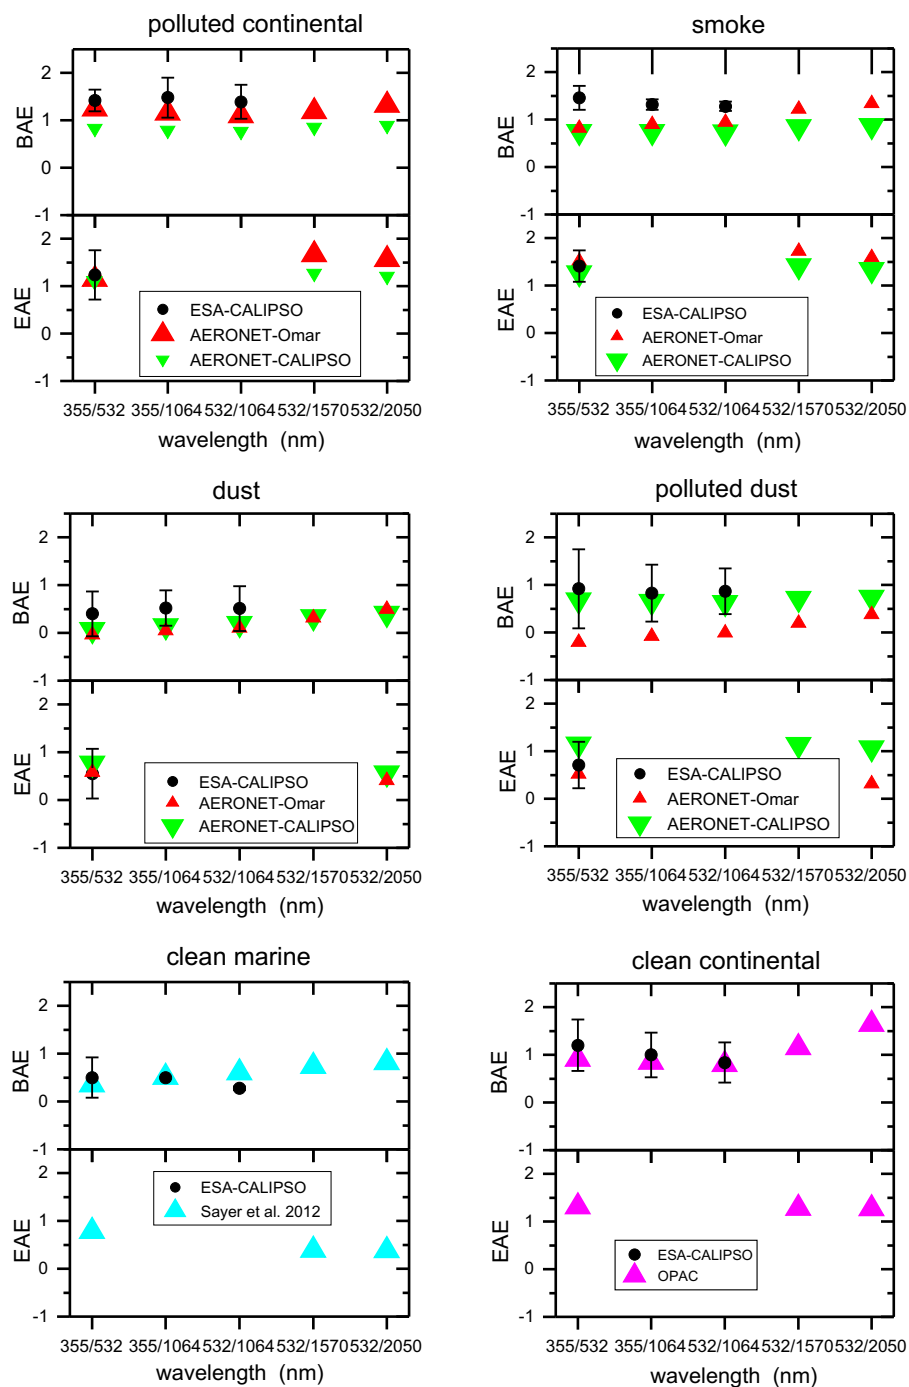 polluted continental
2
1
0
-1
BAE
2
1
0
-1
EAE
ESA-CALIPSO
AERONET-Omar
AERONET-CALIPSO
355/532 355/1064 532/1064 532/1570 532/2050
wavelength (nm)
smoke
2
1
0
-1
BAE
2
1
0
-1
EAE
ESA-CALIPSO
AERONET-Omar
AERONET-CALIPSO
355/532 355/1064 532/1064 532/1570 532/2050
wavelength (nm)
dust
2
1
0
-1
BAE
2
1
0
-1
EAE
ESA-CALIPSO
AERONET-Omar
AERONET-CALIPSO
355/532 355/1064 532/1064 532/1570 532/2050
wavelength (nm)
polluted dust
2
1
0
-1
BAE
2
1
0
-1
EAE
ESA-CALIPSO
AERONET-Omar
AERONET-CALIPSO
355/532 355/1064 532/1064 532/1570 532/2050
wavelength (nm)
clean marine
2
1
0
-1
BAE
2
1
0
-1
EAE
ESA-CALIPSO
Sayer et al. 2012
355/532 355/1064 532/1064 532/1570 532/2050
wavelength (nm)
clean continental
2
1
0
-1
BAE
2
1
0
-1
EAE
ESA-CALIPSO
OPAC
355/532 355/1064 532/1064 532/1570 532/2050
wavelength (nm)